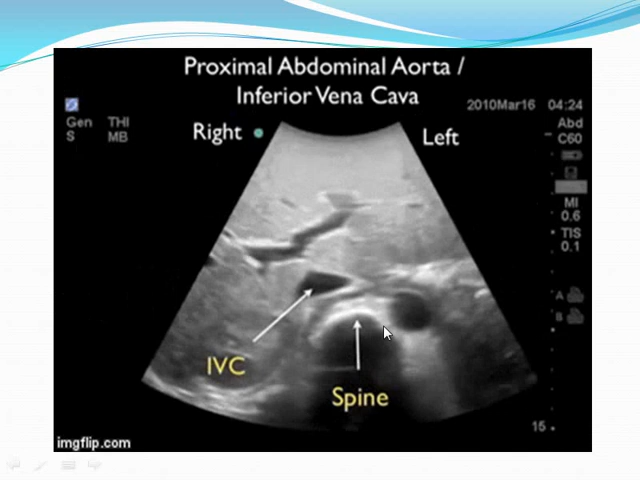 Proximal Abdominal Aorta /
Inferior Vena Cava
2010Mar16 04:24
Gen THI
S MB
Right
Left
Abd
C60
MI
0.6
TIS
0.1
A
B
IVC
Spine
15
imgflip.com